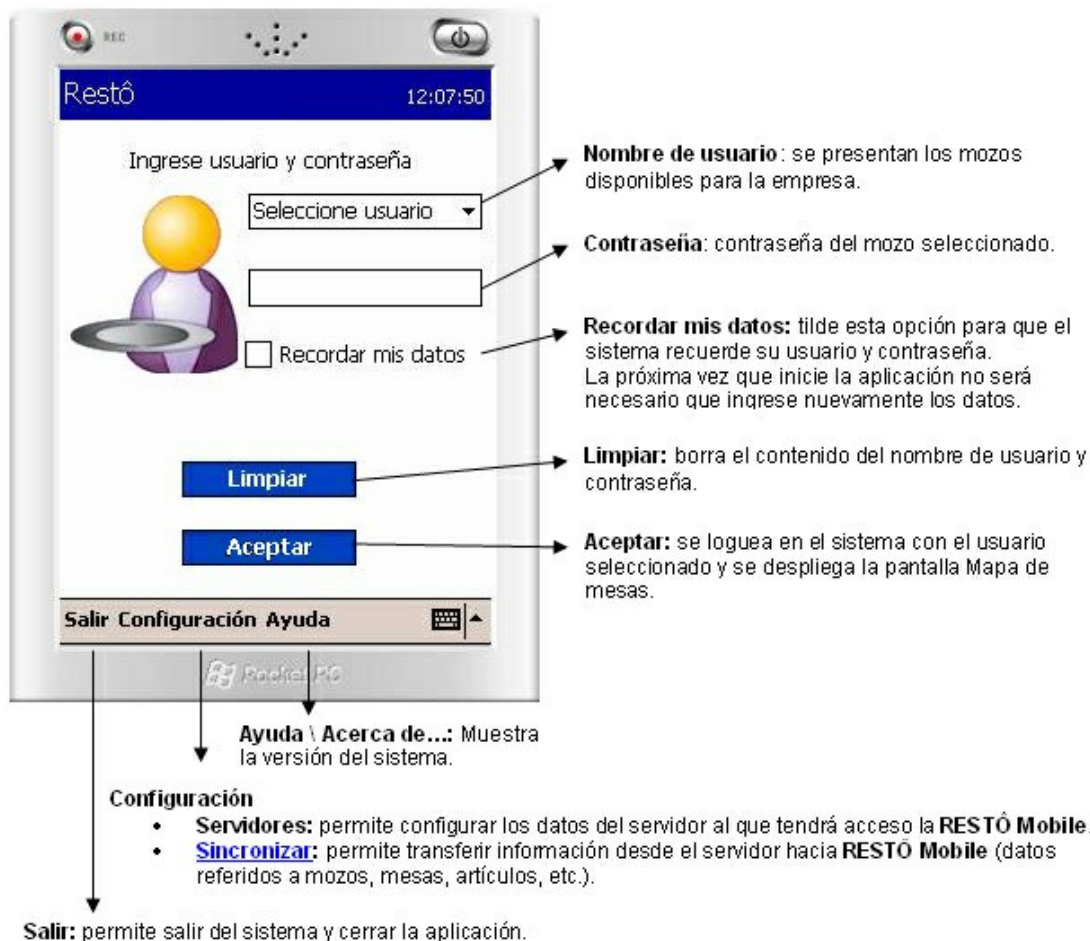 REC
Restô 12:07:50
Ingrese usuario y contraseña
Seleccione usuario
Recordar mis datos
Limpiar
Aceptar
Salir Configuración Ayuda
Pocket PC
Nombre de usuario: se presentan los mozos
disponibles para la empresa.
Contraseña: contraseña del mozo seleccionado.
Recordar mis datos: tilde esta opción para que el
sistema recuerde su usuario y contraseña.
La próxima vez que inicie la aplicación no será
necesario que ingrese nuevamente los datos.
Limpiar: borra el contenido del nombre de usuario y
contraseña.
Aceptar: se loguea en el sistema con el usuario
seleccionado y se despliega la pantalla Mapa de
mesas.
Ayuda \ Acerca de...: Muestra
la versión del sistema.
Configuración
• Servidores: permite configurar los datos del servidor al que tendrá acceso la RESTÔ Mobile.
• Sincronizar: permite transferir información desde el servidor hacia RESTÔ Mobile (datos
referidos a mozos, mesas, artículos, etc.).
Salir: permite salir del sistema y cerrar la aplicación.